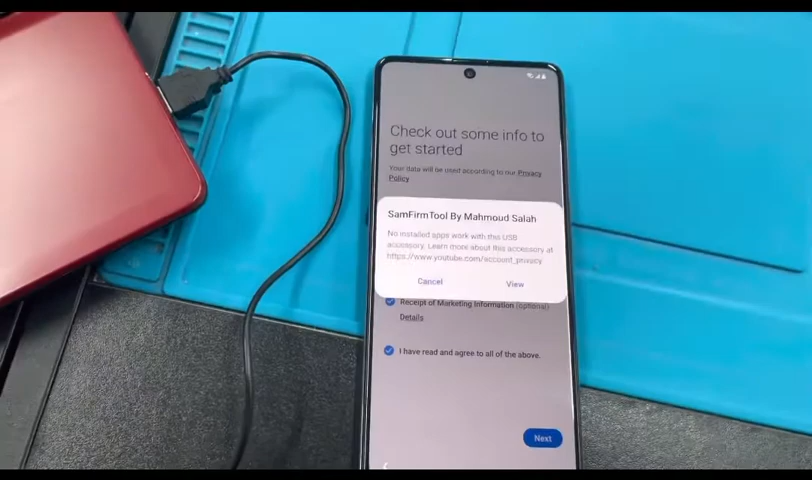 Check out some info to
get started
Your data will be used according to our Privacy
Policy
SamFirmTool By Mahmoud Salah
No installed apps work with this USB
accessory. Learn more about this accessory at
https://www.youtube.com/account_privacy
Cancel
View
Receipt of Marketing Information (optional)
Details
I have read and agree to all of the above.
Next